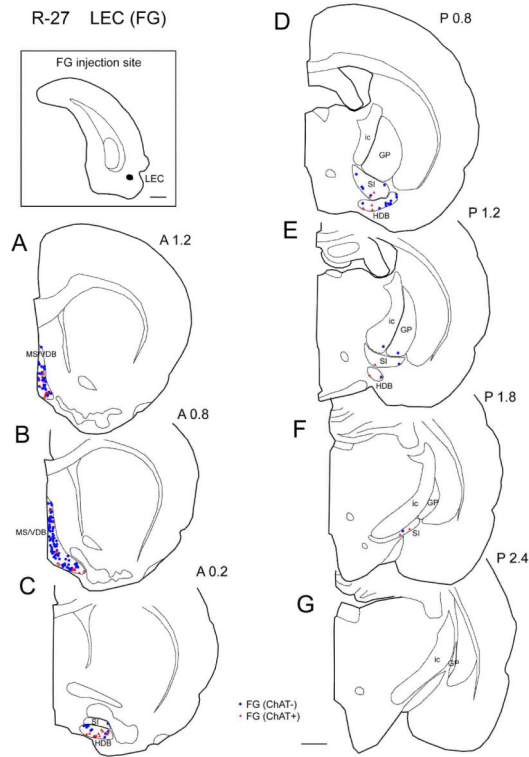 R-27 LEC (FG)
FG injection site
LEC
A
A 1.2
MS/VDB
B
A 0.8
MS/VDB
C
A 0.2
SI
HDB
D
P 0.8
ic
GP
SI
HDB
E
P 1.2
ic
GP
SI
HDB
F
P 1.8
ic
GP
SI
G
P 2.4
ic
GP
FG (ChAT-)
FG (ChAT+)